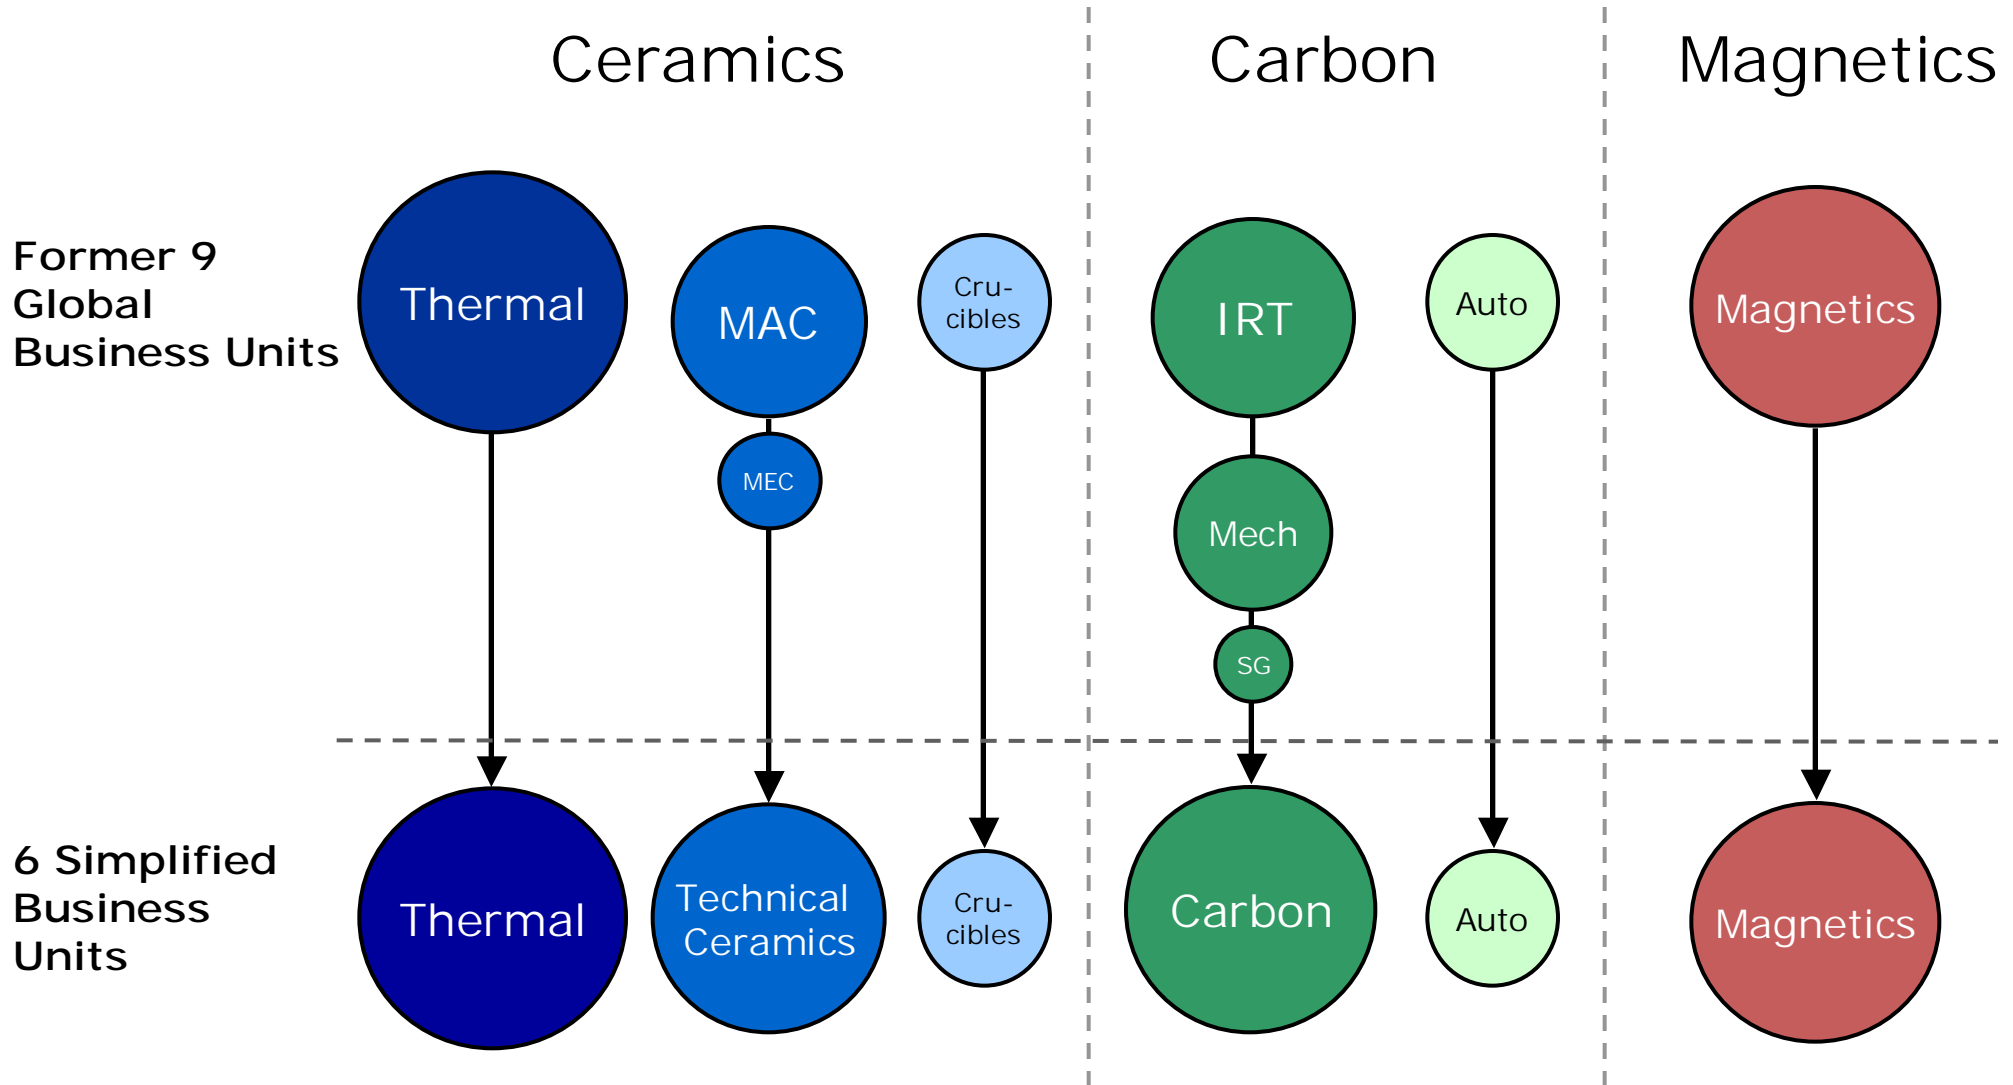 Ceramics
Carbon
Magnetics
Former 9
Global
Business Units
Thermal
MAC
Cru-
cibles
IRT
Auto
Magnetics
MEC
Mech
SG
6 Simplified
Business
Units
Thermal
Technical
Ceramics
Cru-
cibles
Carbon
Auto
Magnetics